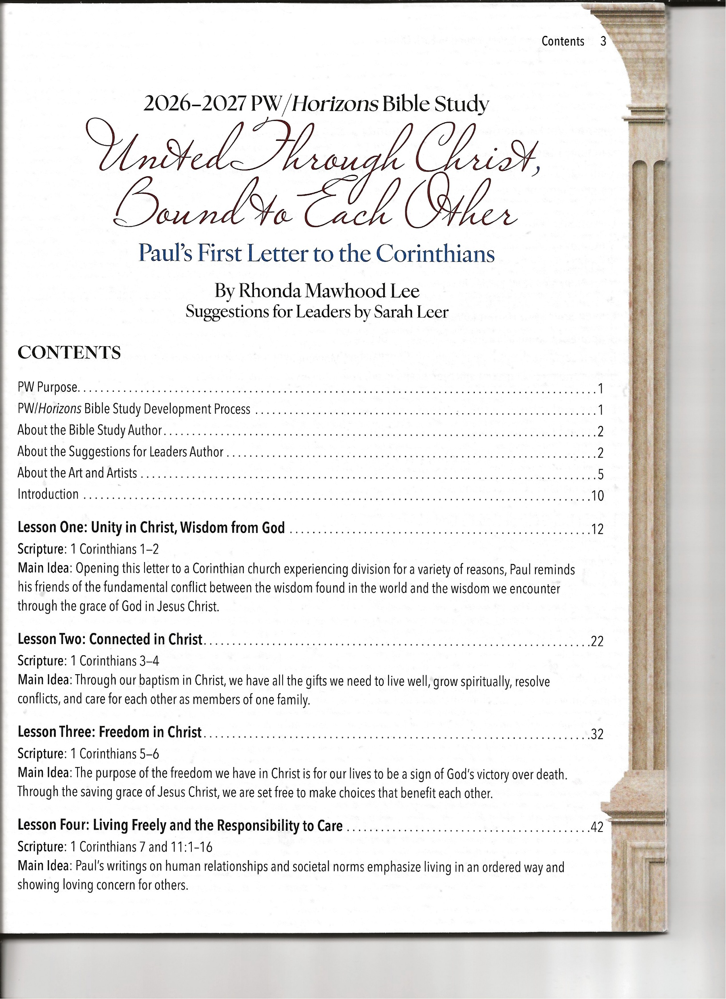 Contents 3
2026–2027 PW/Horizons Bible Study
United Through Christ,
Bound to Each Other
Paul's First Letter to the Corinthians
By Rhonda Mawhood Lee
Suggestions for Leaders by Sarah Leer
CONTENTS
PW Purpose. . . . . . . . . . . . . . . . . . . . 1
PW/Horizons Bible Study Development Process . . . . . . . . . . . . . . . . . . . . 1
About the Bible Study Author. . . . . . . . . . . . . . . . . . . . 2
About the Suggestions for Leaders Author . . . . . . . . . . . . . . . . . . . . 2
About the Art and Artists . . . . . . . . . . . . . . . . . . . . 5
Introduction . . . . . . . . . . . . . . . . . . . . 10
Lesson One: Unity in Christ, Wisdom from God . . . . . . . . . . . . . . . . . . . . 12
Scripture: 1 Corinthians 1–2
Main Idea: Opening this letter to a Corinthian church experiencing division for a variety of reasons, Paul reminds
his friends of the fundamental conflict between the wisdom found in the world and the wisdom we encounter
through the grace of God in Jesus Christ.
Lesson Two: Connected in Christ. . . . . . . . . . . . . . . . . . . . 22
Scripture: 1 Corinthians 3–4
Main Idea: Through our baptism in Christ, we have all the gifts we need to live well, grow spiritually, resolve
conflicts, and care for each other as members of one family.
Lesson Three: Freedom in Christ. . . . . . . . . . . . . . . . . . . . 32
Scripture: 1 Corinthians 5–6
Main Idea: The purpose of the freedom we have in Christ is for our lives to be a sign of God's victory over death.
Through the saving grace of Jesus Christ, we are set free to make choices that benefit each other.
Lesson Four: Living Freely and the Responsibility to Care . . . . . . . . . . . . . . . . . . . . 42
Scripture: 1 Corinthians 7 and 11:1–16
Main Idea: Paul's writings on human relationships and societal norms emphasize living in an ordered way and
showing loving concern for others.